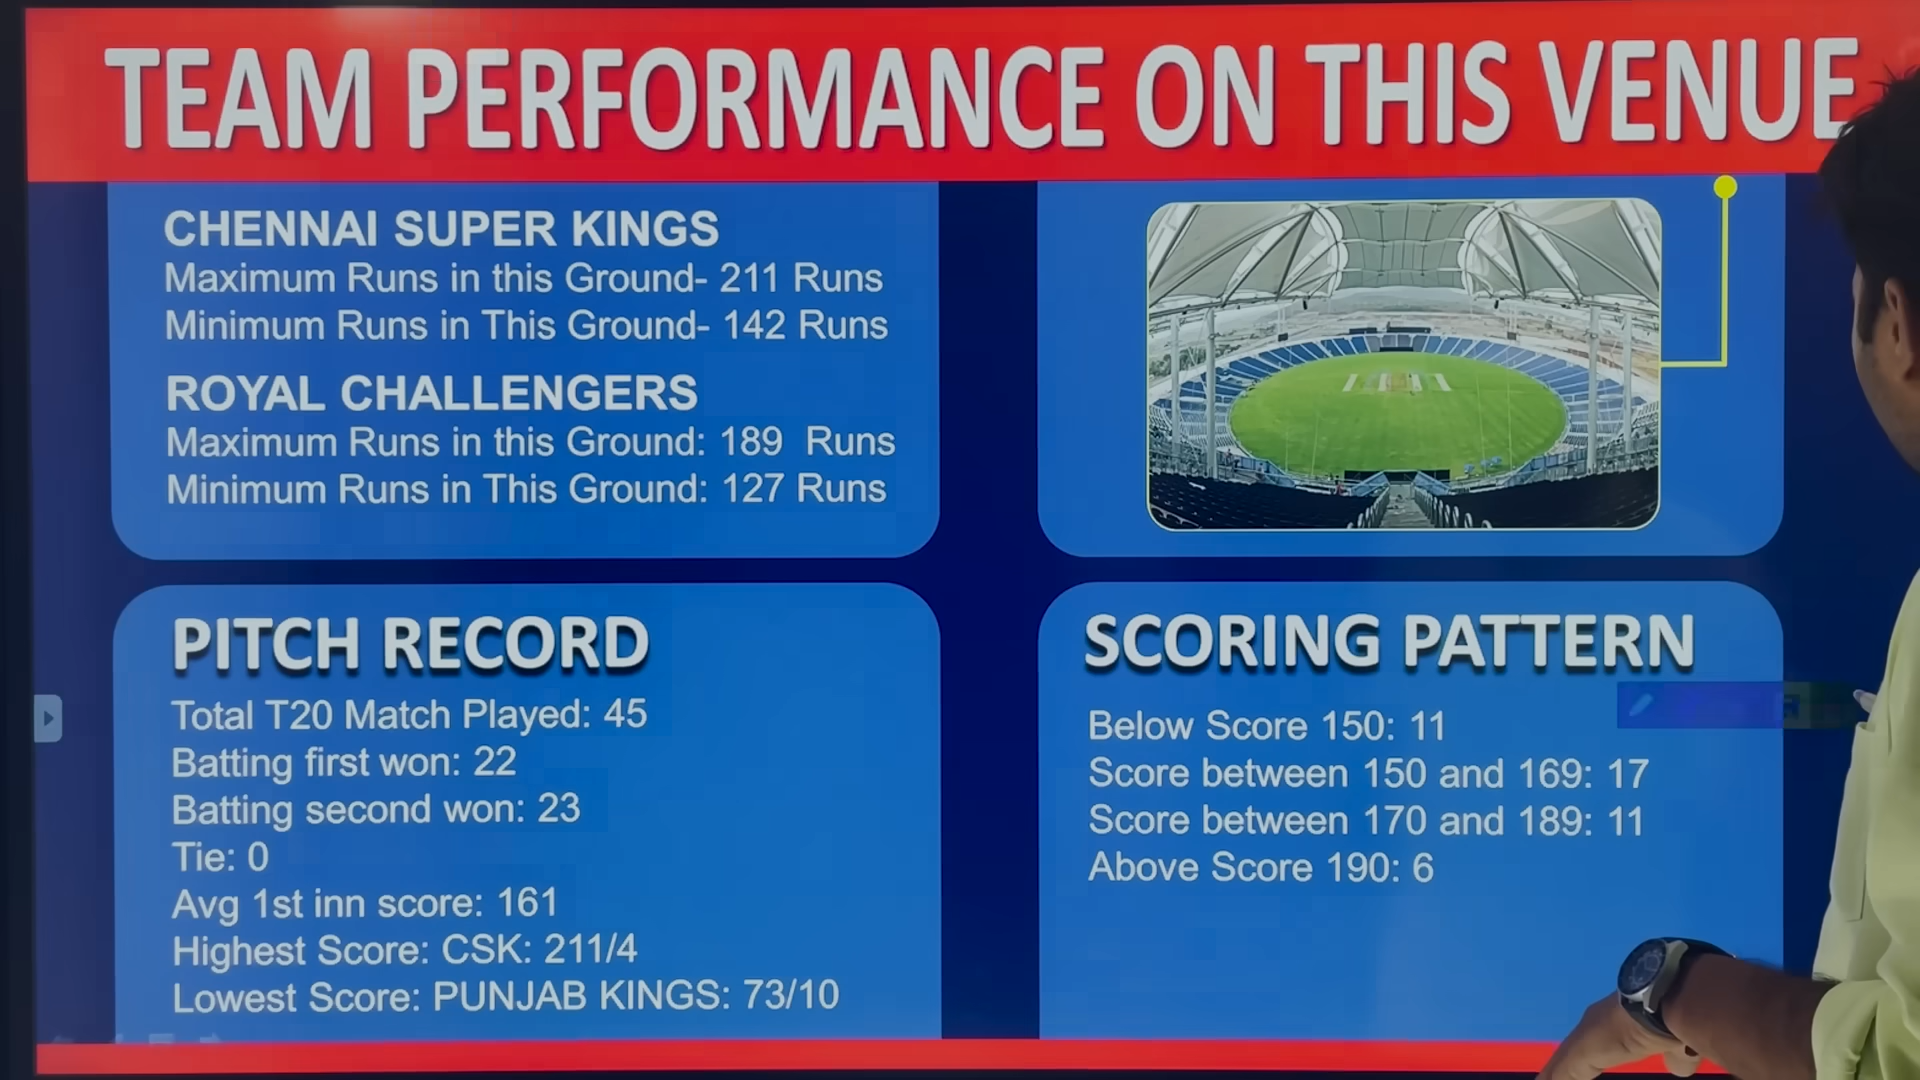 TEAM PERFORMANCE ON THIS VENUE
CHENNAI SUPER KINGS
Maximum Runs in this Ground- 211 Runs
Minimum Runs in This Ground- 142 Runs
ROYAL CHALLENGERS
Maximum Runs in this Ground: 189 Runs
Minimum Runs in This Ground: 127 Runs
PITCH RECORD
Total T20 Match Played: 45
Batting first won: 22
Batting second won: 23
Tie: 0
Avg 1st inn score: 161
Highest Score: CSK: 211/4
Lowest Score: PUNJAB KINGS: 73/10
SCORING PATTERN
Below Score 150: 11
Score between 150 and 169: 17
Score between 170 and 189: 11
Above Score 190: 6